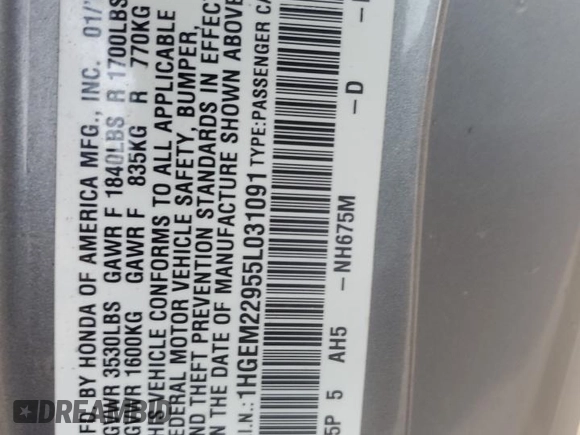 FD BY HONDA OF AMERICA MFG., INC. 01/
GVWR 3530LBS GAWR F 1840LBS R 1700LBS
GVWR 1600KG GAWR F 835KG R 770KG
THIS VEHICLE CONFORMS TO ALL APPLICABLE
FEDERAL MOTOR VEHICLE SAFETY, BUMPER,
AND THEFT PREVENTION STANDARDS IN EFFECT
ON THE DATE OF MANUFACTURE SHOWN ABOVE
I.N.: 1HGEM22955L031091 TYPE:PASSENGER CA
5P 5 AH5 -NH675M -D
DREAMBID